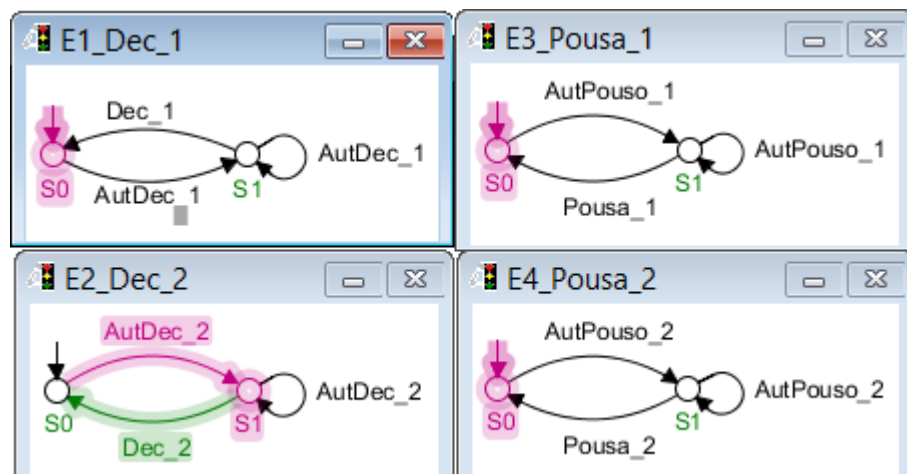 E1_Dec_1
Dec_1
AutDec_1
S0
AutDec_1
S1
E3_Pousa_1
AutPouso_1
AutPouso_1
S0
S1
Pousa_1
E2_Dec_2
AutDec_2
AutDec_2
S0
S1
Dec_2
E4_Pousa_2
AutPouso_2
AutPouso_2
S0
S1
Pousa_2